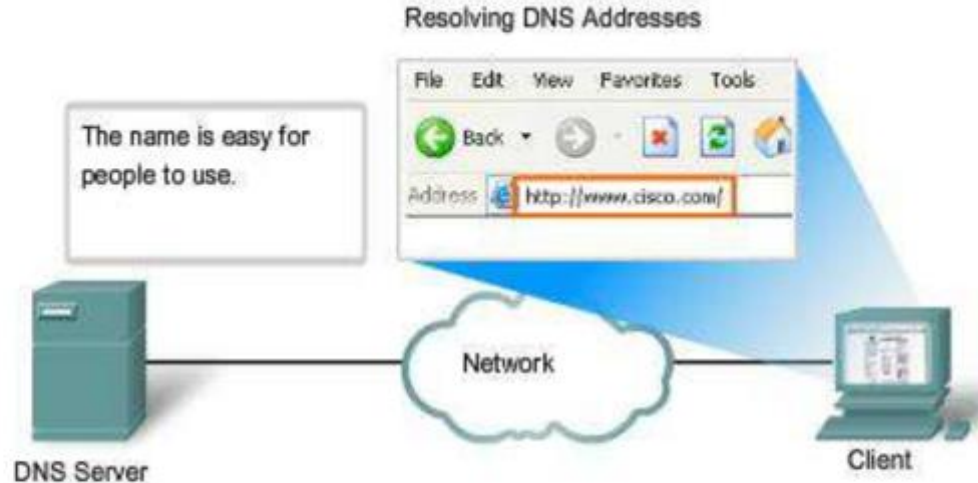 Resolving DNS Addresses
File Edit View Favorites Tools
The name is easy for
people to use.
Back
Address http://www.cisco.com/
Network
DNS Server
Client